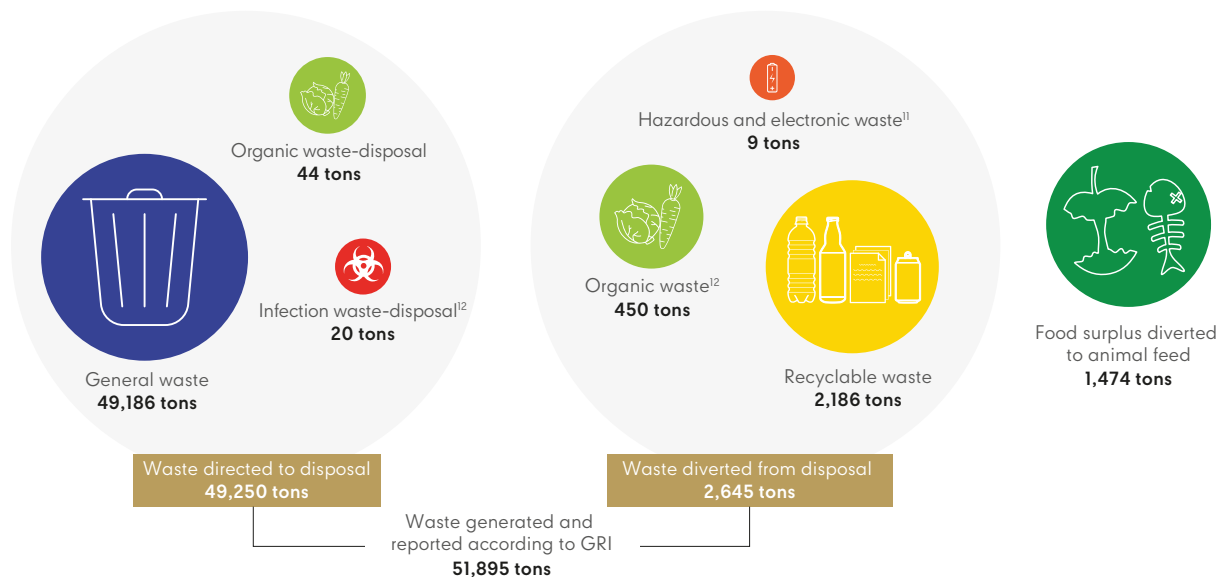 Organic waste-disposal
44 tons
Infection waste-disposal¹²
20 tons
General waste
49,186 tons
Waste directed to disposal
49,250 tons
Hazardous and electronic waste¹¹
9 tons
Organic waste¹²
450 tons
Recyclable waste
2,186 tons
Waste diverted from disposal
2,645 tons
Food surplus diverted
to animal feed
1,474 tons
Waste generated and
reported according to GRI
51,895 tons